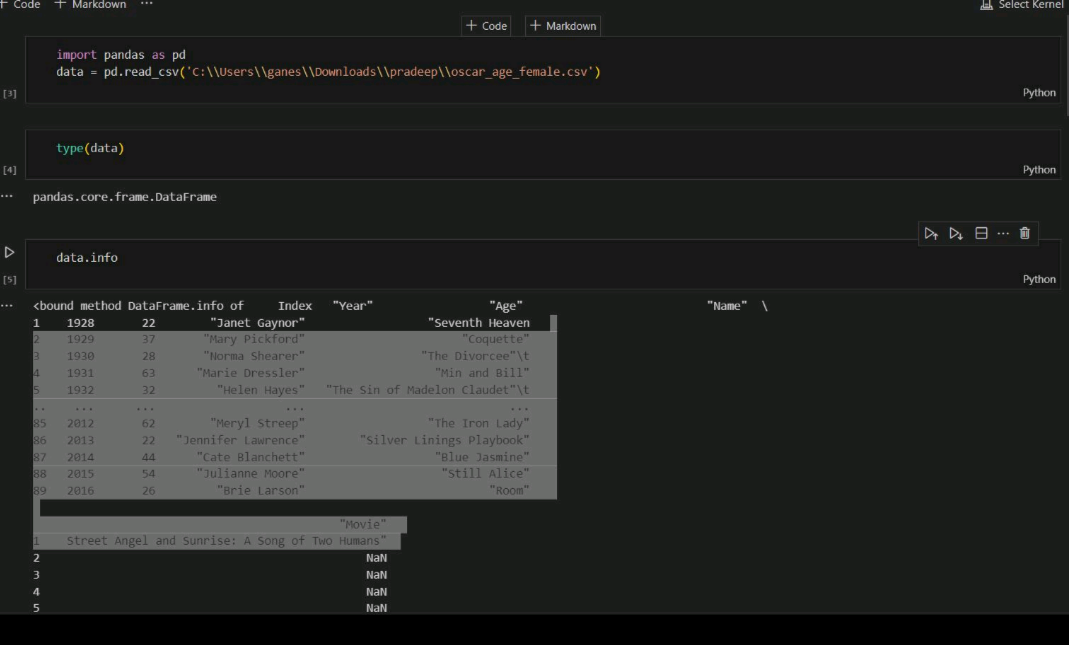 + Code + Markdown ... Select Kernel
+ Code + Markdown
import pandas as pd
data = pd.read_csv('C:\\Users\\ganes\\Downloads\\pradeep\\oscar_age_female.csv')
[3] Python
type(data)
[4] Python
... pandas.core.frame.DataFrame
data.info
[5] Python
... <bound method DataFrame.info of Index "Year" "Age" "Name" \
1 1928 22 "Janet Gaynor" "Seventh Heaven
2 1929 37 "Mary Pickford" "Coquette"
3 1930 28 "Norma Shearer" "The Divorcee"\t
4 1931 63 "Marie Dressler" "Min and Bill"
5 1932 32 "Helen Hayes" "The Sin of Madelon Claudet"\t
.. ... ... ... ...
85 2012 62 "Meryl Streep" "The Iron Lady"
86 2013 22 "Jennifer Lawrence" "Silver Linings Playbook"
87 2014 44 "Cate Blanchett" "Blue Jasmine"
88 2015 54 "Julianne Moore" "Still Alice"
89 2016 26 "Brie Larson" "Room"
"Movie"
1 Street Angel and Sunrise: A Song of Two Humans"
2 NaN
3 NaN
4 NaN
5 NaN